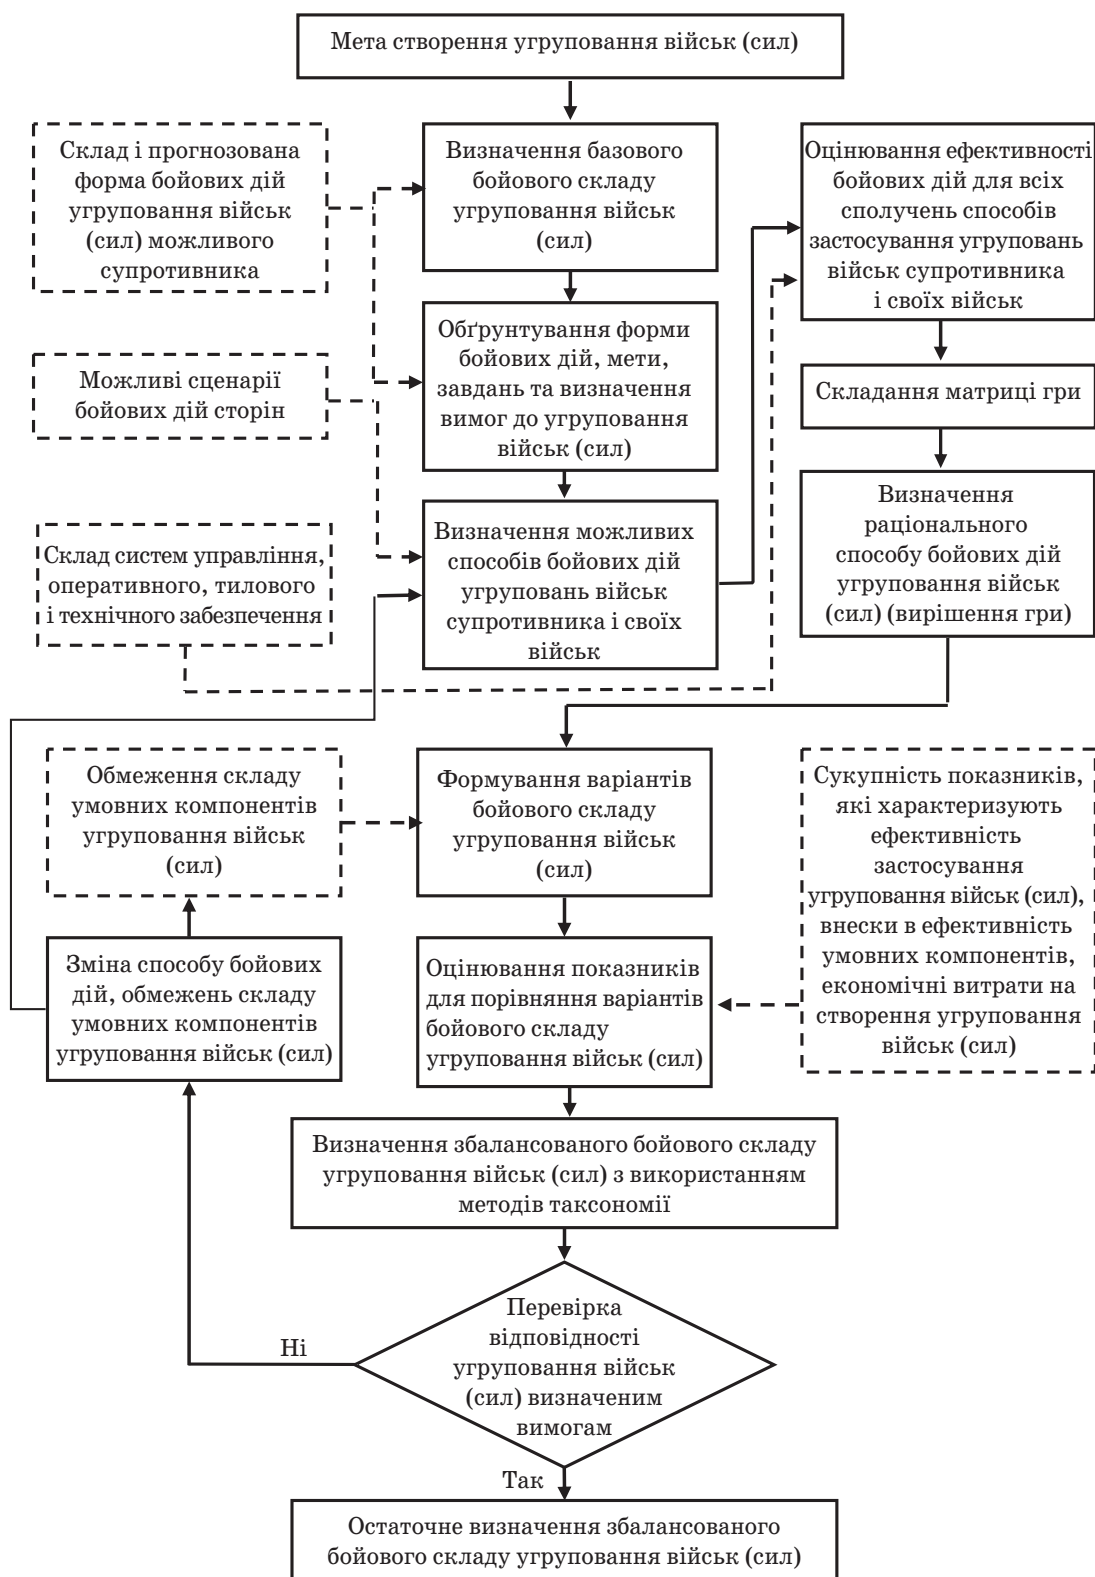 Мета створення угруповання військ (сил)
Склад і прогнозована
форма бойових дій
угруповання військ
(сил) можливого
супротивника
Визначення базового
бойового складу
угруповання військ
(сил)
Оцінювання ефективності
бойових дій для всіх
сполучень способів
застосування угруповань
військ супротивника
і своїх військ
Можливі сценарії
бойових дій сторін
Обґрунтування форми
бойових дій, мети,
завдань та визначення
вимог до угруповання
військ (сил)
Складання матриці гри
Склад систем управління,
оперативного, тилового
і технічного забезпечення
Визначення можливих
способів бойових дій
угруповань військ
супротивника і своїх
військ
Визначення
раціонального
способу бойових дій
угруповання військ
(сил) (вирішення гри)
Обмеження складу
умовних компонентів
угруповання військ
(сил)
Формування варіантів
бойового складу
угруповання військ
(сил)
Сукупність показників,
які характеризують
ефективність
застосування
угруповання військ (сил),
внески в ефективність
умовних компонентів,
економічні витрати на
створення угруповання
військ (сил)
Зміна способу бойових
дій, обмежень складу
умовних компонентів
угруповання військ (сил)
Оцінювання показників
для порівняння варіантів
бойового складу
угруповання військ (сил)
Визначення збалансованого бойового складу
угруповання військ (сил) з використанням
методів таксономії
Перевірка
відповідності
угруповання військ
(сил) визначеним
вимогам
Ні
Так
Остаточне визначення збалансованого
бойового складу угруповання військ (сил)